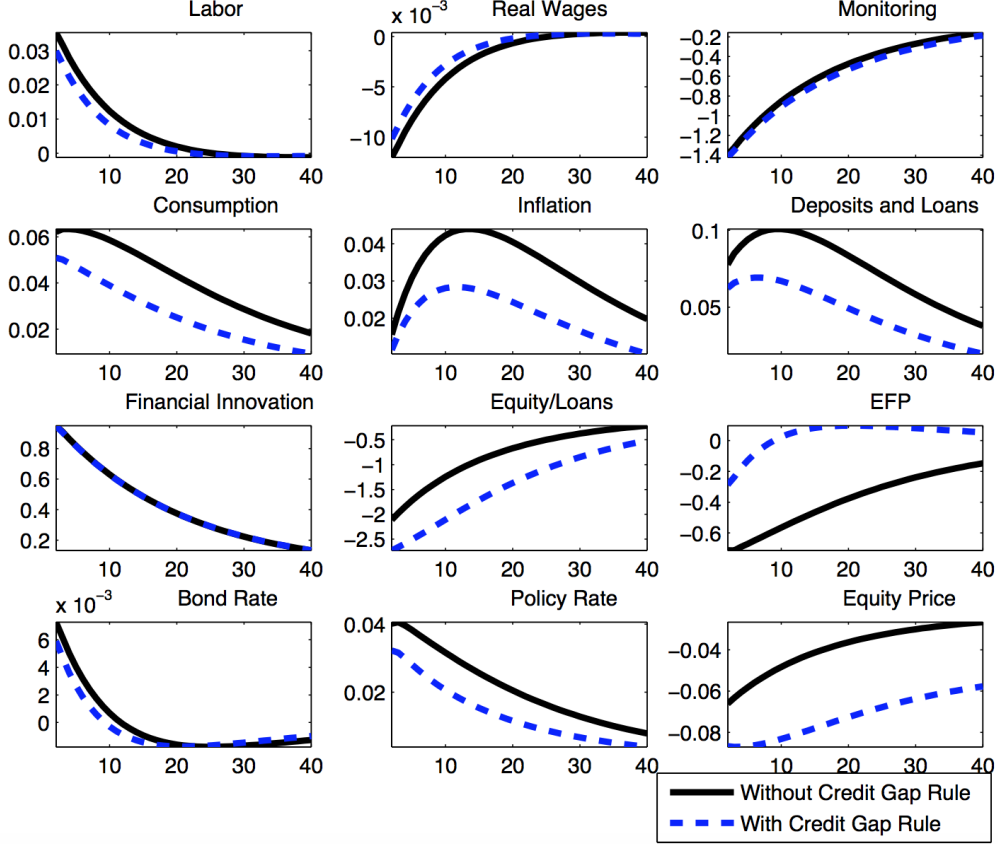 Labor
0.03
0.02
0.01
0
10 20 30 40
Real Wages
x 10⁻³
0
−5
−10
10 20 30 40
Monitoring
−0.2
−0.4
−0.6
−0.8
−1
−1.2
−1.4
10 20 30 40
Consumption
0.06
0.04
0.02
10 20 30 40
Inflation
0.04
0.03
0.02
10 20 30 40
Deposits and Loans
0.1
0.05
10 20 30 40
Financial Innovation
0.8
0.6
0.4
0.2
10 20 30 40
Equity/Loans
−0.5
−1
−1.5
−2
−2.5
10 20 30 40
EFP
0
−0.2
−0.4
−0.6
10 20 30 40
Bond Rate
x 10⁻³
6
4
2
0
10 20 30 40
Policy Rate
0.04
0.02
10 20 30 40
Equity Price
−0.04
−0.06
−0.08
10 20 30 40
Without Credit Gap Rule
With Credit Gap Rule